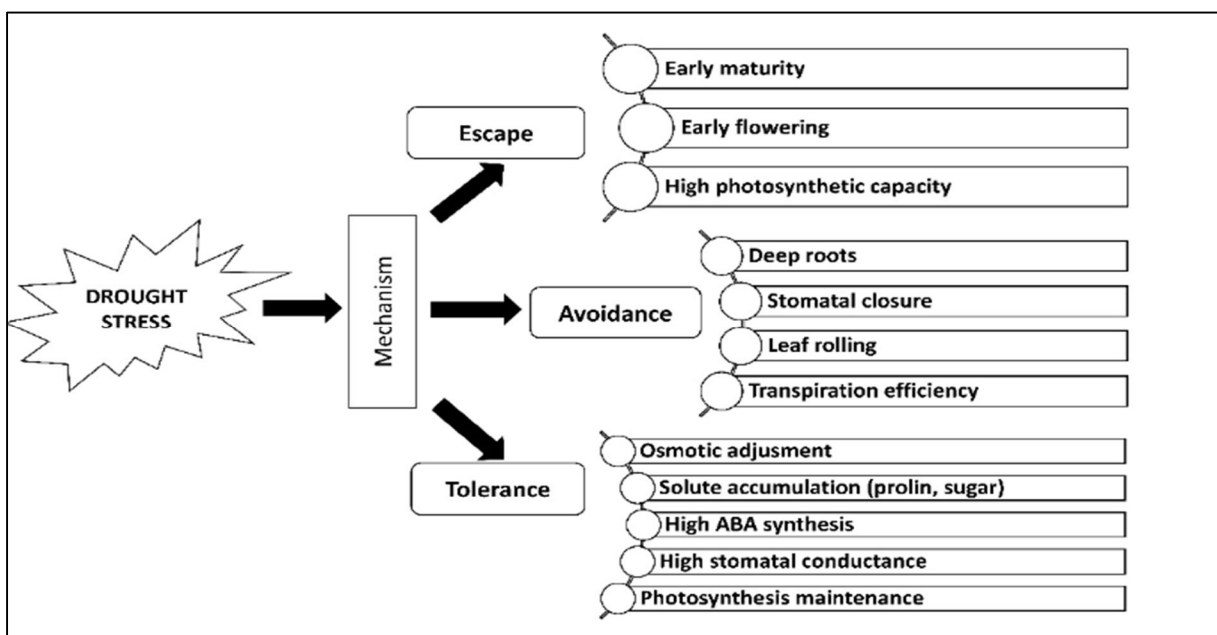 DROUGHT
STRESS
Mechanism
Escape
Early maturity
Early flowering
High photosynthetic capacity
Avoidance
Deep roots
Stomatal closure
Leaf rolling
Transpiration efficiency
Tolerance
Osmotic adjusment
Solute accumulation (prolin, sugar)
High ABA synthesis
High stomatal conductance
Photosynthesis maintenance